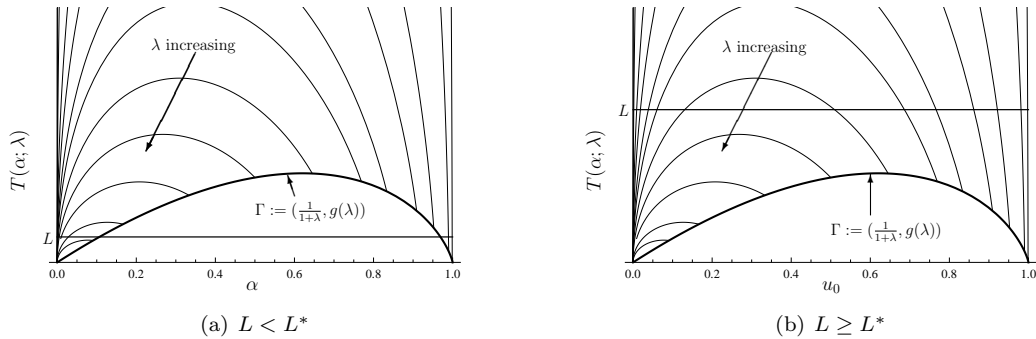 λ increasing
T(α; λ)
Γ := (1/(1+λ), g(λ))
L
0.0 0.2 0.4 0.6 0.8 1.0
α
(a) L < L*
λ increasing
L
T(α; λ)
Γ := (1/(1+λ), g(λ))
0.0 0.2 0.4 0.6 0.8 1.0
u₀
(b) L ≥ L*